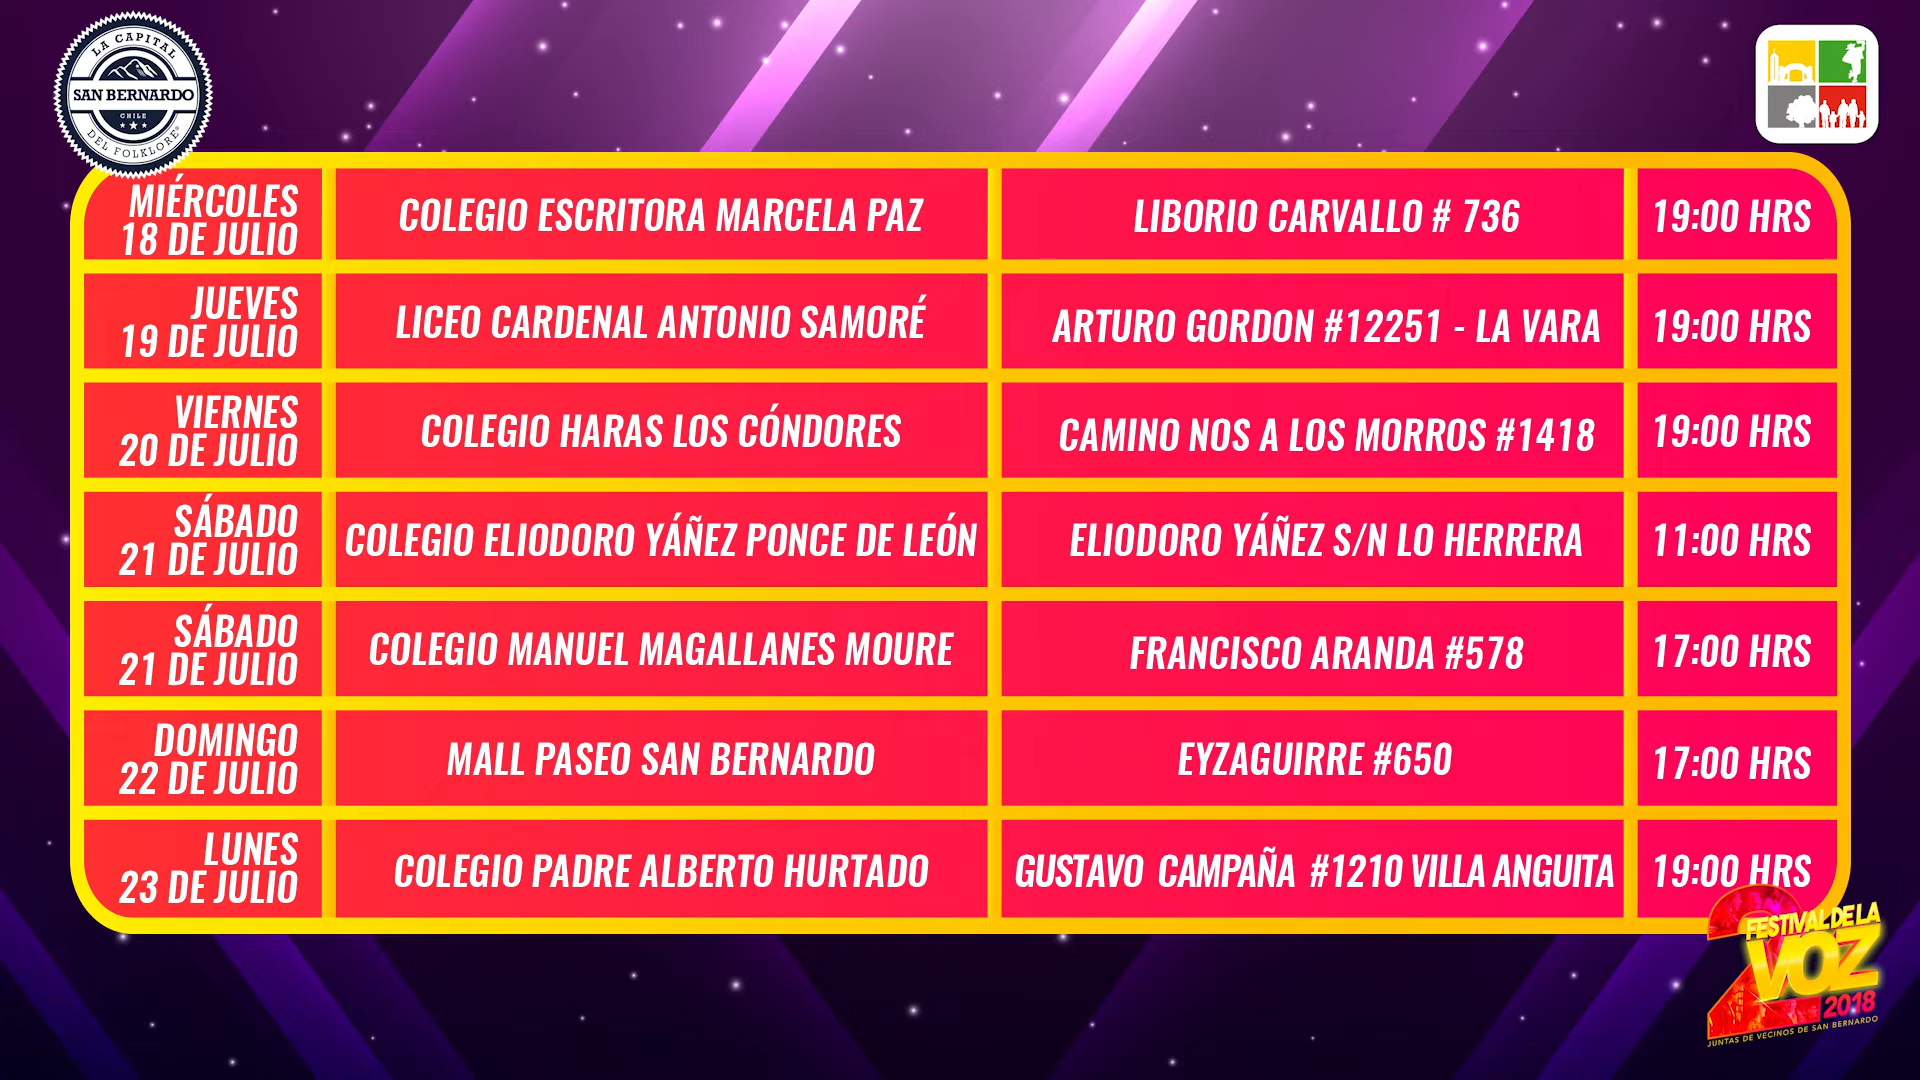 LA CAPITAL
SAN BERNARDO
CHILE
DEL FOLKLORE
MIÉRCOLES
18 DE JULIO
COLEGIO ESCRITORA MARCELA PAZ
LIBORIO CARVALLO # 736
19:00 HRS
JUEVES
19 DE JULIO
LICEO CARDENAL ANTONIO SAMORÉ
ARTURO GORDON #12251 - LA VARA
19:00 HRS
VIERNES
20 DE JULIO
COLEGIO HARAS LOS CÓNDORES
CAMINO NOS A LOS MORROS #1418
19:00 HRS
SÁBADO
21 DE JULIO
COLEGIO ELIODORO YÁÑEZ PONCE DE LEÓN
ELIODORO YÁÑEZ S/N LO HERRERA
11:00 HRS
SÁBADO
21 DE JULIO
COLEGIO MANUEL MAGALLANES MOURE
FRANCISCO ARANDA #578
17:00 HRS
DOMINGO
22 DE JULIO
MALL PASEO SAN BERNARDO
EYZAGUIRRE #650
17:00 HRS
LUNES
23 DE JULIO
COLEGIO PADRE ALBERTO HURTADO
GUSTAVO CAMPAÑA #1210 VILLA ANGUITA
19:00 HRS
2
FESTIVAL DE LA
VOZ
2018
JUNTAS DE VECINOS DE SAN BERNARDO